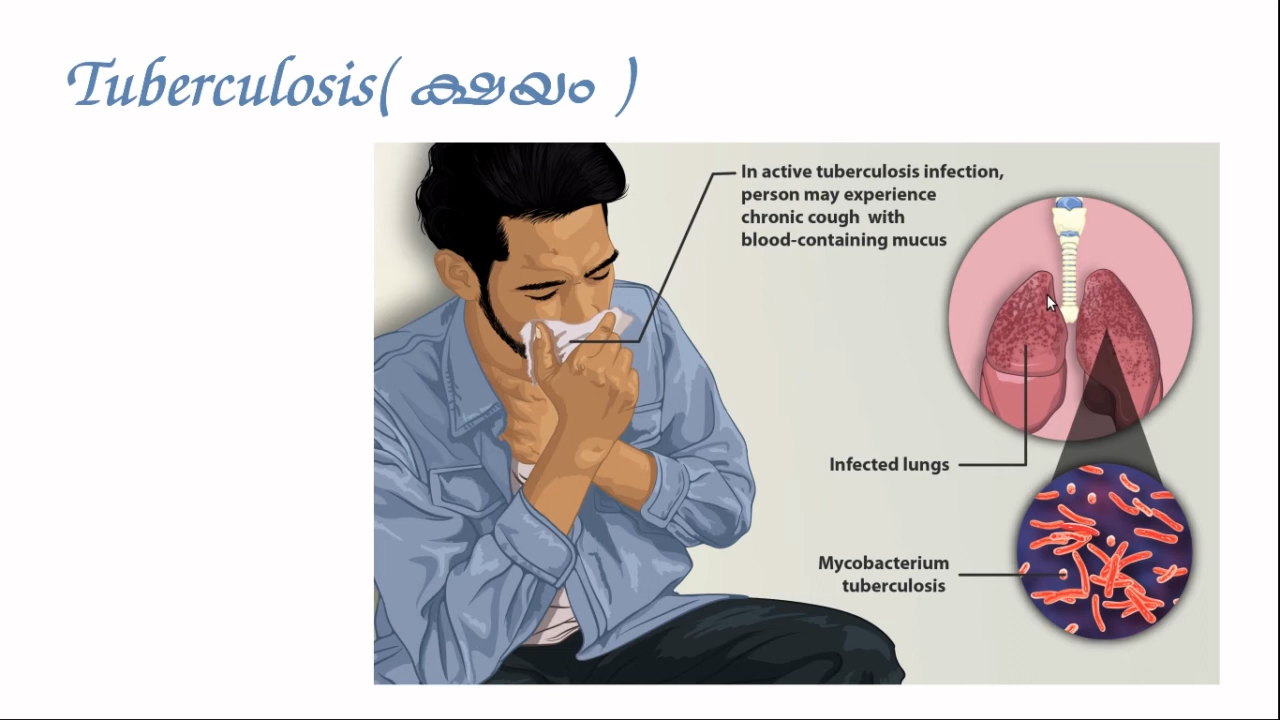 Tuberculosis( ക്ഷയം )
In active tuberculosis infection,
person may experience
chronic cough with
blood-containing mucus
Infected lungs
Mycobacterium
tuberculosis